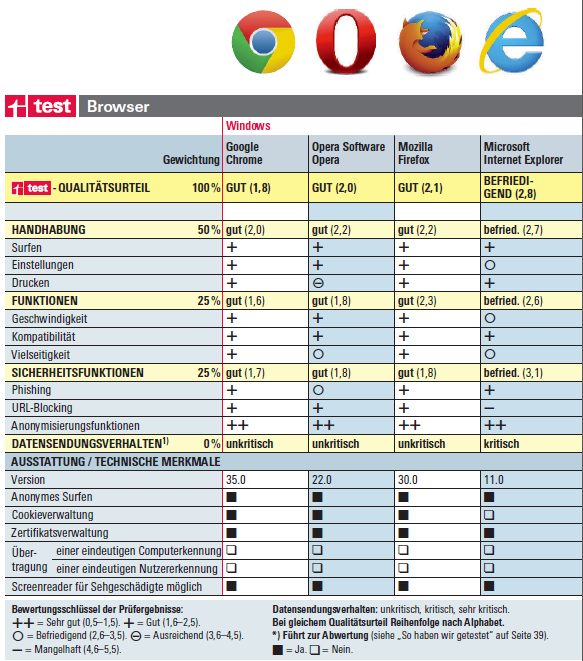 test Browser
Windows
Gewichtung Google Chrome Opera Software Opera Mozilla Firefox Microsoft Internet Explorer
test - QUALITÄTSURTEIL 100 % GUT (1,8) GUT (2,0) GUT (2,1) BEFRIEDI-GEND (2,8)
HANDHABUNG 50 % gut (2,0) gut (2,2) gut (2,2) befried. (2,7)
Surfen + + + +
Einstellungen + + + ○
Drucken + ⊖ + +
FUNKTIONEN 25 % gut (1,6) gut (1,8) gut (2,3) befried. (2,6)
Geschwindigkeit + + + ○
Kompatibilität + + + +
Vielseitigkeit + ○ + ○
SICHERHEITSFUNKTIONEN 25 % gut (1,7) gut (1,8) gut (1,8) befried. (3,1)
Phishing + ○ + +
URL-Blocking + + + −
Anonymisierungsfunktionen ++ ++ ++ ++
DATENSENDUNGSVERHALTEN1) 0 % unkritisch unkritisch unkritisch kritisch
AUSSTATTUNG / TECHNISCHE MERKMALE
Version 35.0 22.0 30.0 11.0
Anonymes Surfen ■ ■ ■ ■
Cookieverwaltung ■ ■ ■ ❑
Zertifikatsverwaltung ■ ■ ■ ■
Über-tragung einer eindeutigen Computerkennung ❑ ❑ ❑ ❑
einer eindeutigen Nutzererkennung ❑ ❑ ❑ ❑
Screenreader für Sehgeschädigte möglich ■ ■ ■ ■
Bewertungsschlüssel der Prüfergebnisse:
++ = Sehr gut (0,5–1,5). + = Gut (1,6–2,5).
○ = Befriedigend (2,6–3,5). ⊖ = Ausreichend (3,6–4,5).
− = Mangelhaft (4,6–5,5).
Datensendungsverhalten: unkritisch, kritisch, sehr kritisch.
Bei gleichem Qualitätsurteil Reihenfolge nach Alphabet.
*) Führt zur Abwertung (siehe „So haben wir getestet“ auf Seite 39).
■ = Ja. ❑ = Nein.